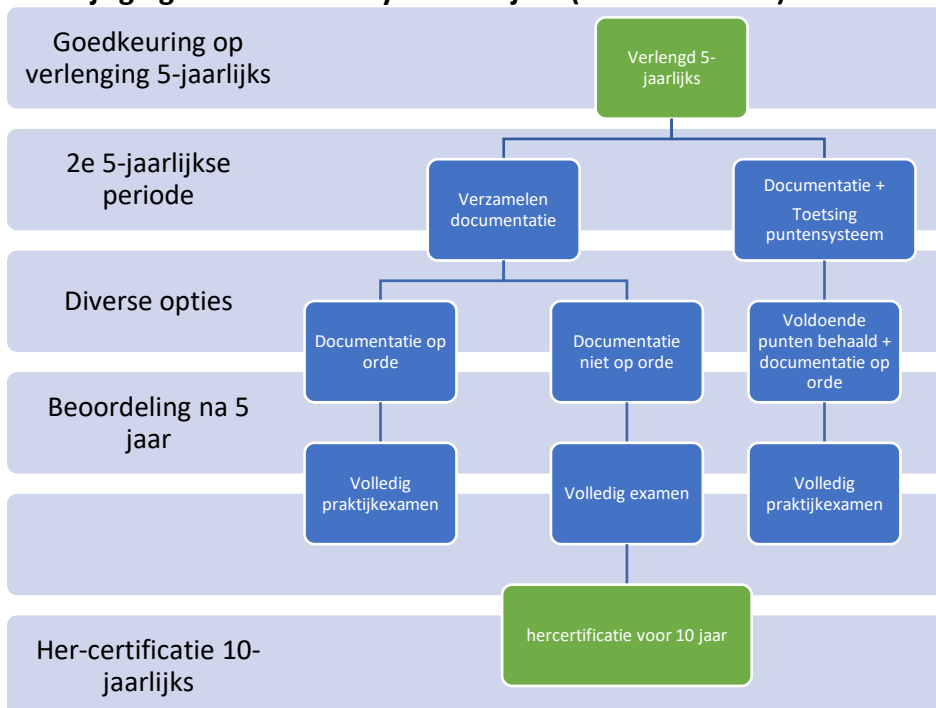 Goedkeuring op
verlenging 5-jaarlijks
Verlengd 5-
jaarlijks
2e 5-jaarlijkse
periode
Verzamelen
documentatie
Documentatie +
Toetsing
puntensysteem
Diverse opties
Documentatie op
orde
Documentatie
niet op orde
Voldoende
punten behaald +
documentatie op
orde
Beoordeling na 5
jaar
Volledig
praktijkexamen
Volledig examen
Volledig
praktijkexamen
hercertificatie voor 10 jaar
Her-certificatie 10-
jaarlijks